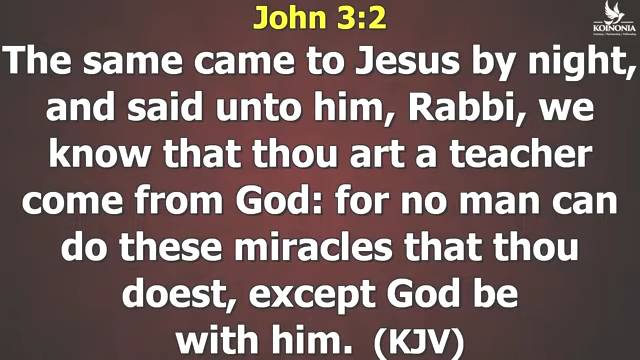 John 3:2
KOINONIA
The same came to Jesus by night,
and said unto him, Rabbi, we
know that thou art a teacher
come from God: for no man can
do these miracles that thou
doest, except God be
with him. (KJV)